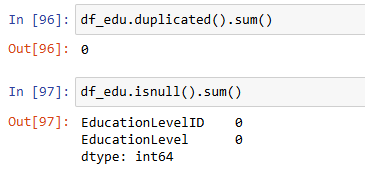 In [96]: df_edu.duplicated().sum()
Out[96]: 0
In [97]: df_edu.isnull().sum()
Out[97]: EducationLevelID    0
EducationLevel      0
dtype: int64